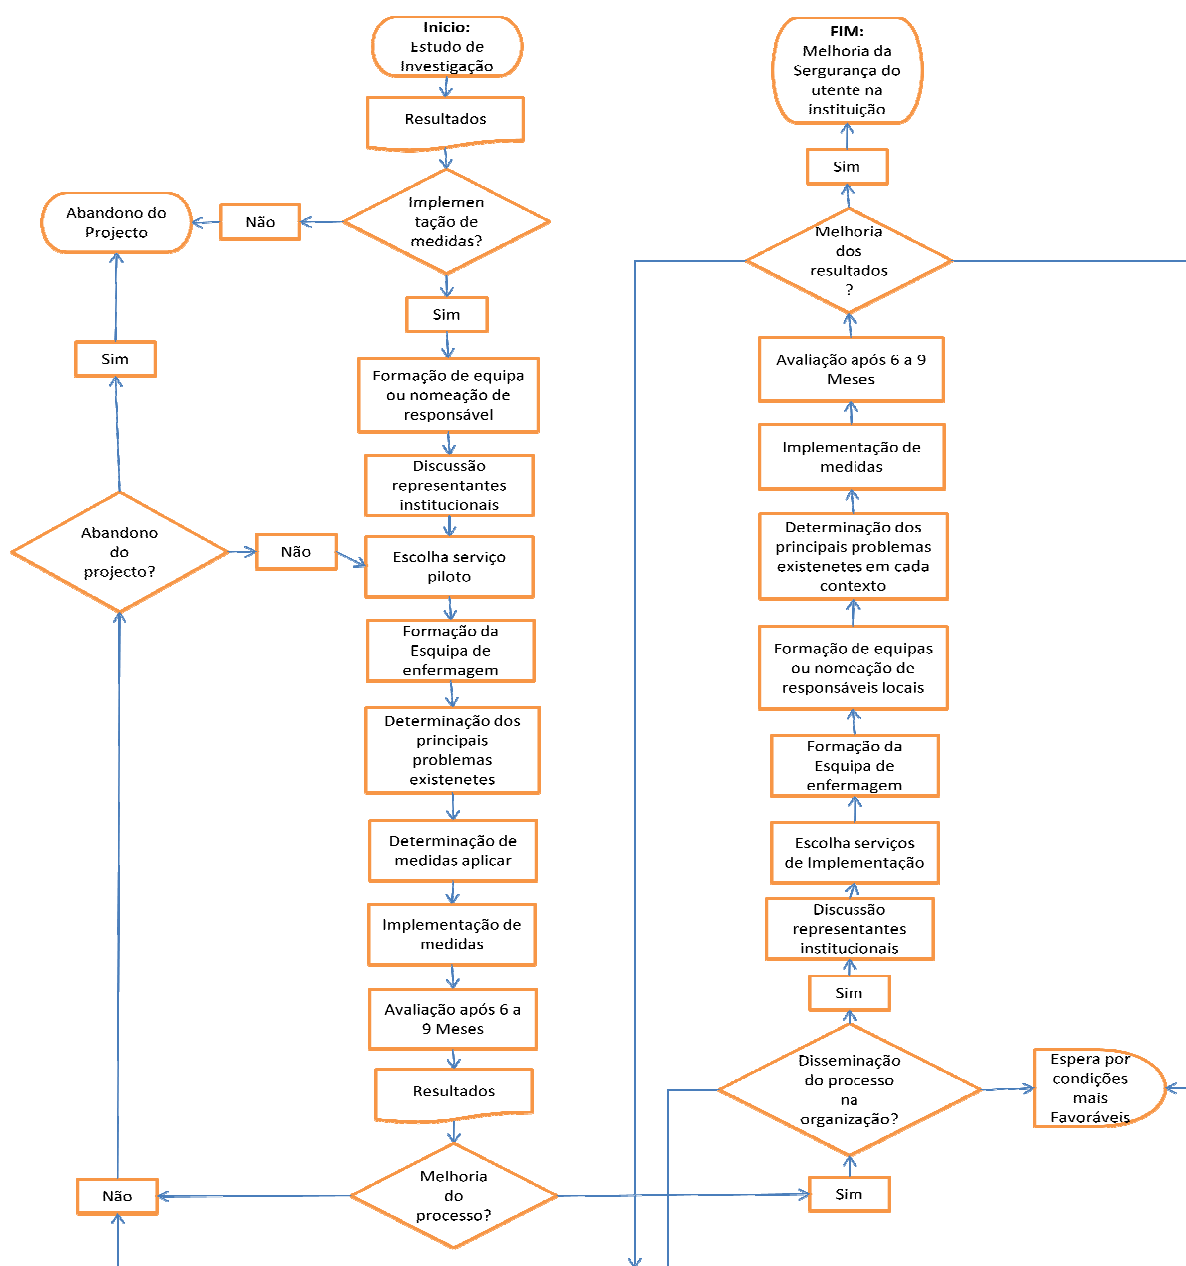 Inicio:
Estudo de
Investigação
Resultados
Implemen
tação de
medidas?
Não
Abandono do
Projecto
Sim
Formação de equipa
ou nomeação de
responsável
Discussão
representantes
institucionais
Escolha serviço
piloto
Sim
Abandono
do
projecto?
Não
Formação da
Esquipa de
enfermagem
Determinação dos
principais
problemas
existenetes
Determinação de
medidas aplicar
Implementação de
medidas
Avaliação após 6 a
9 Meses
Resultados
Melhoria
do
processo?
Não
Sim
Disseminação
do processo
na
organização?
Espera por
condições
mais
Favoráveis
Sim
Discussão
representantes
institucionais
Escolha serviços
de Implementação
Formação da
Esquipa de
enfermagem
Formação de equipas
ou nomeação de
responsáveis locais
Determinação dos
principais problemas
existenetes em cada
contexto
Implementação de
medidas
Avaliação após 6 a 9
Meses
Melhoria
dos
resultados
?
Sim
FIM:
Melhoria da
Sergurança do
utente na
instituição